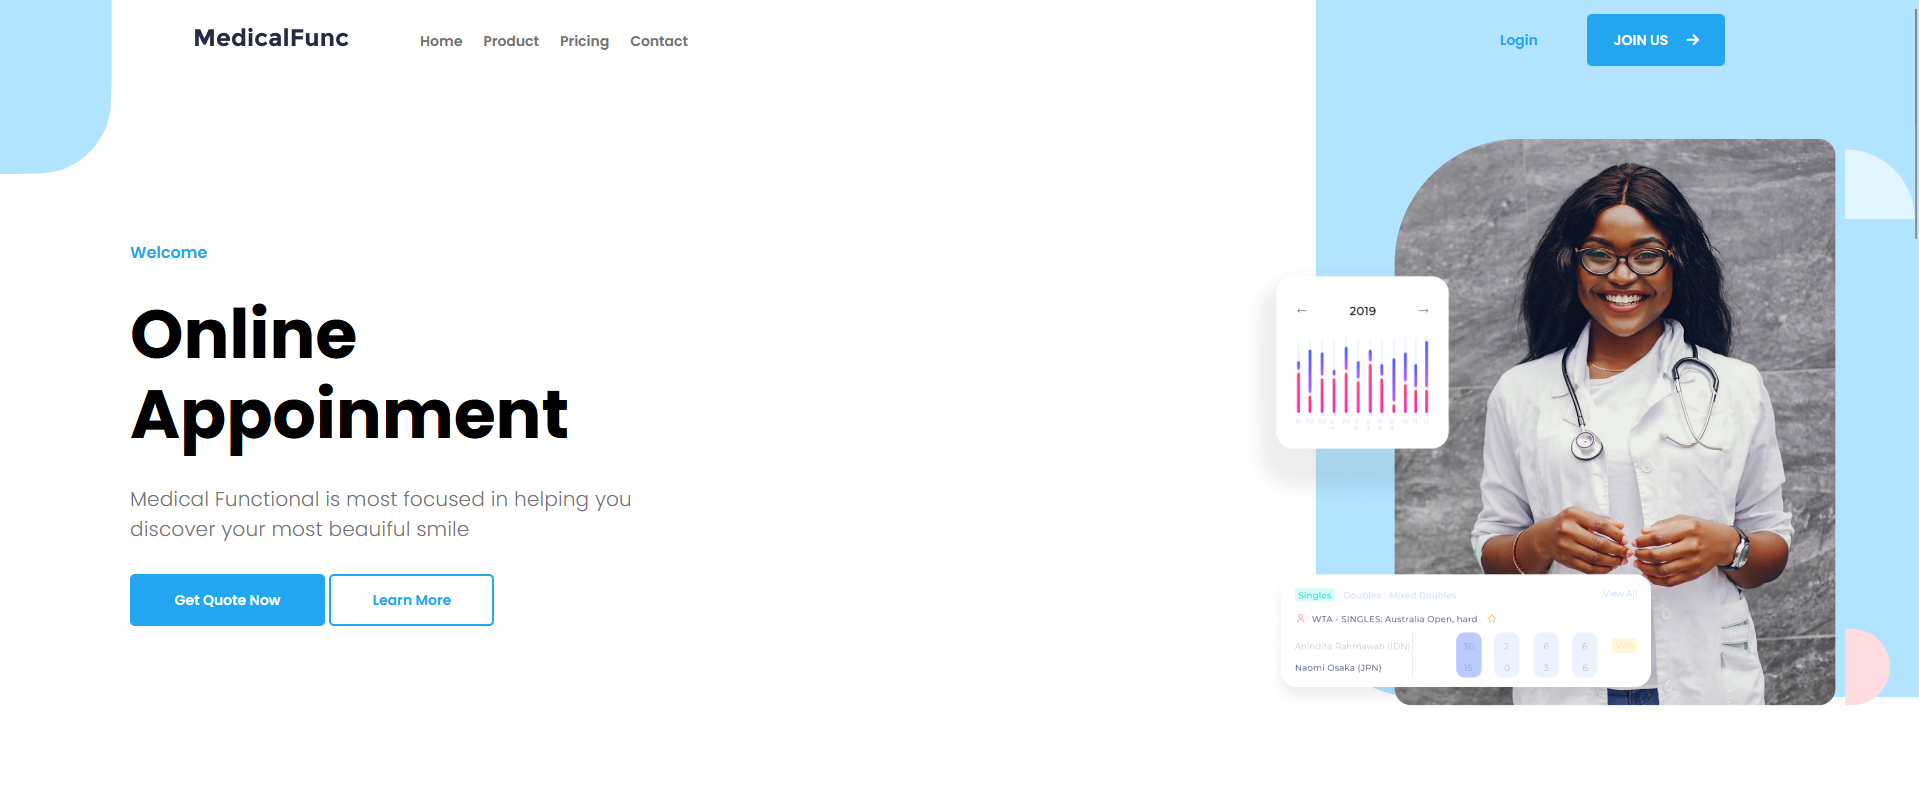 MedicalFunc
Home Product Pricing Contact
Login
JOIN US
Welcome
Online
Appoinment
Medical Functional is most focused in helping you
discover your most beauiful smile
Get Quote Now
Learn More
2019
Singles Doubles Mixed Doubles View All
WTA - SINGLES: Australia Open, hard
Anindita Rahmawati (IDN) 30 2 6 6
Naomi Osaka (JPN) 15 0 3 6